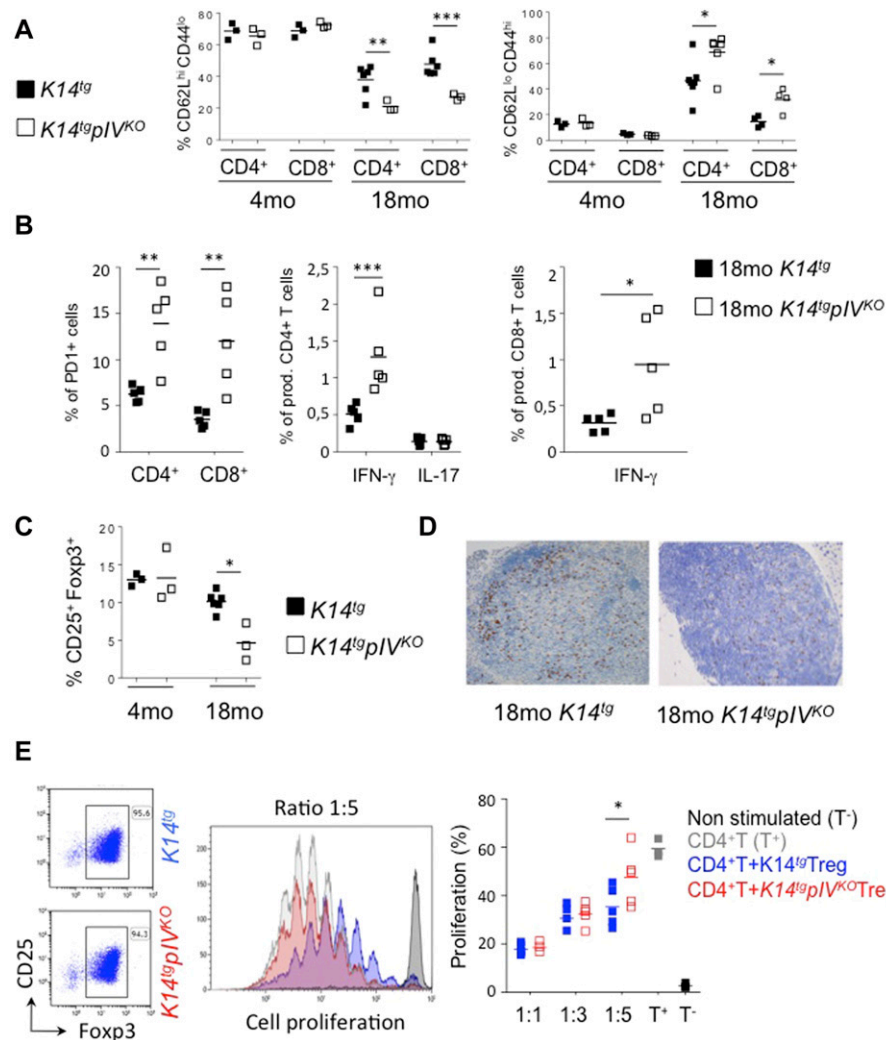 A
K14tg
K14tgpIVKO
% CD62Lhi CD44lo
80
60
40
20
0
** ***
CD4+ CD8+ CD4+ CD8+
4mo 18mo
% CD62Llo CD44hi
100
80
60
40
20
0
* *
CD4+ CD8+ CD4+ CD8+
4mo 18mo
B
% of PD1+ cells
20
15
10
5
0
** **
CD4+ CD8+
% of prod. CD4+ T cells
2,5
2
1,5
1
0,5
0
***
IFN-γ IL-17
% of prod. CD8+ T cells
2
1,5
1
0,5
0
*
IFN-γ
18mo K14tg
18mo K14tgpIVKO
C
% CD25+ Foxp3+
20
15
10
5
0
*
4mo 18mo
K14tg
K14tgpIVKO
D
18mo K14tg 18mo K14tgpIVKO
E
95.6
K14tg
94.3
K14tgpIVKO
CD25
Foxp3
Ratio 1:5
200
150
100
50
0
Cell proliferation
Proliferation (%)
80
60
40
20
0
*
1:1 1:3 1:5 T+ T-
Non stimulated (T-)
CD4+T (T+)
CD4+T+K14tgTreg
CD4+T+K14tgpIVKOTre